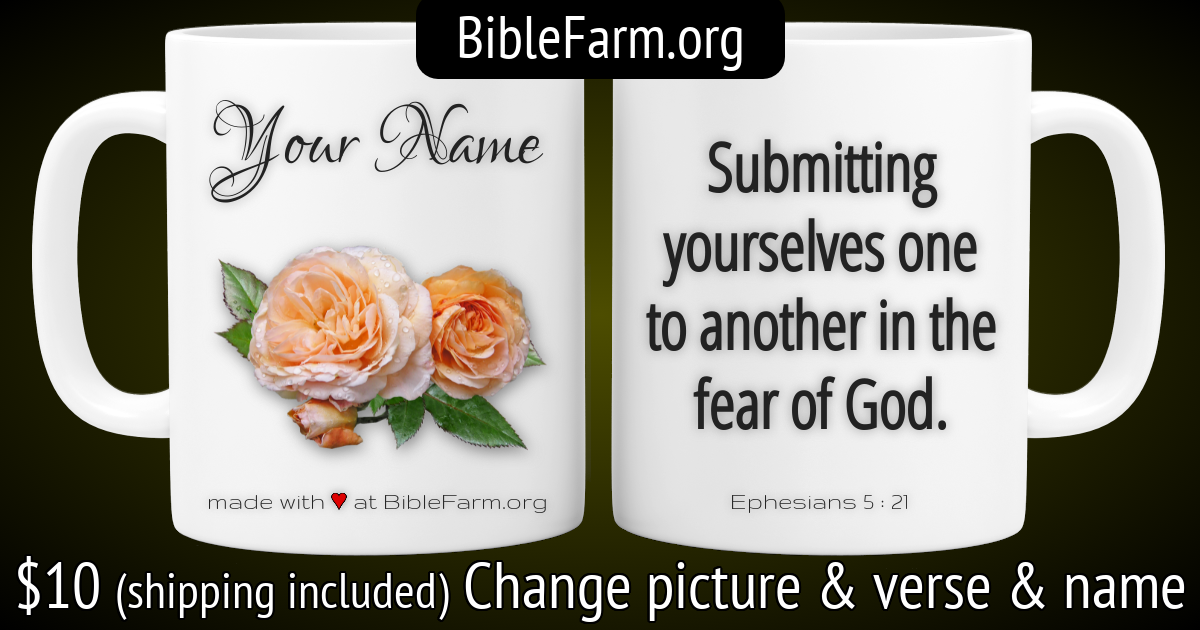 BibleFarm.org
Your Name
made with ♥ at BibleFarm.org
Submitting
yourselves one
to another in the
fear of God.
Ephesians 5 : 21
$10 (shipping included) Change picture & verse & name